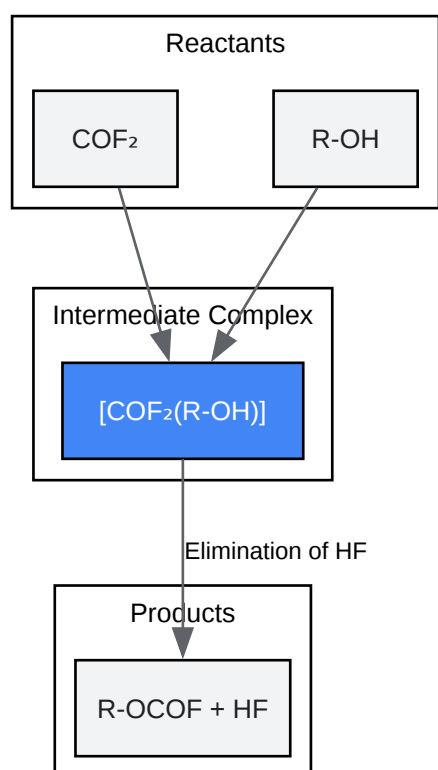 Reactants
COF₂
R-OH
Intermediate Complex
[COF₂(R-OH)]
Elimination of HF
Products
R-OCOF + HF